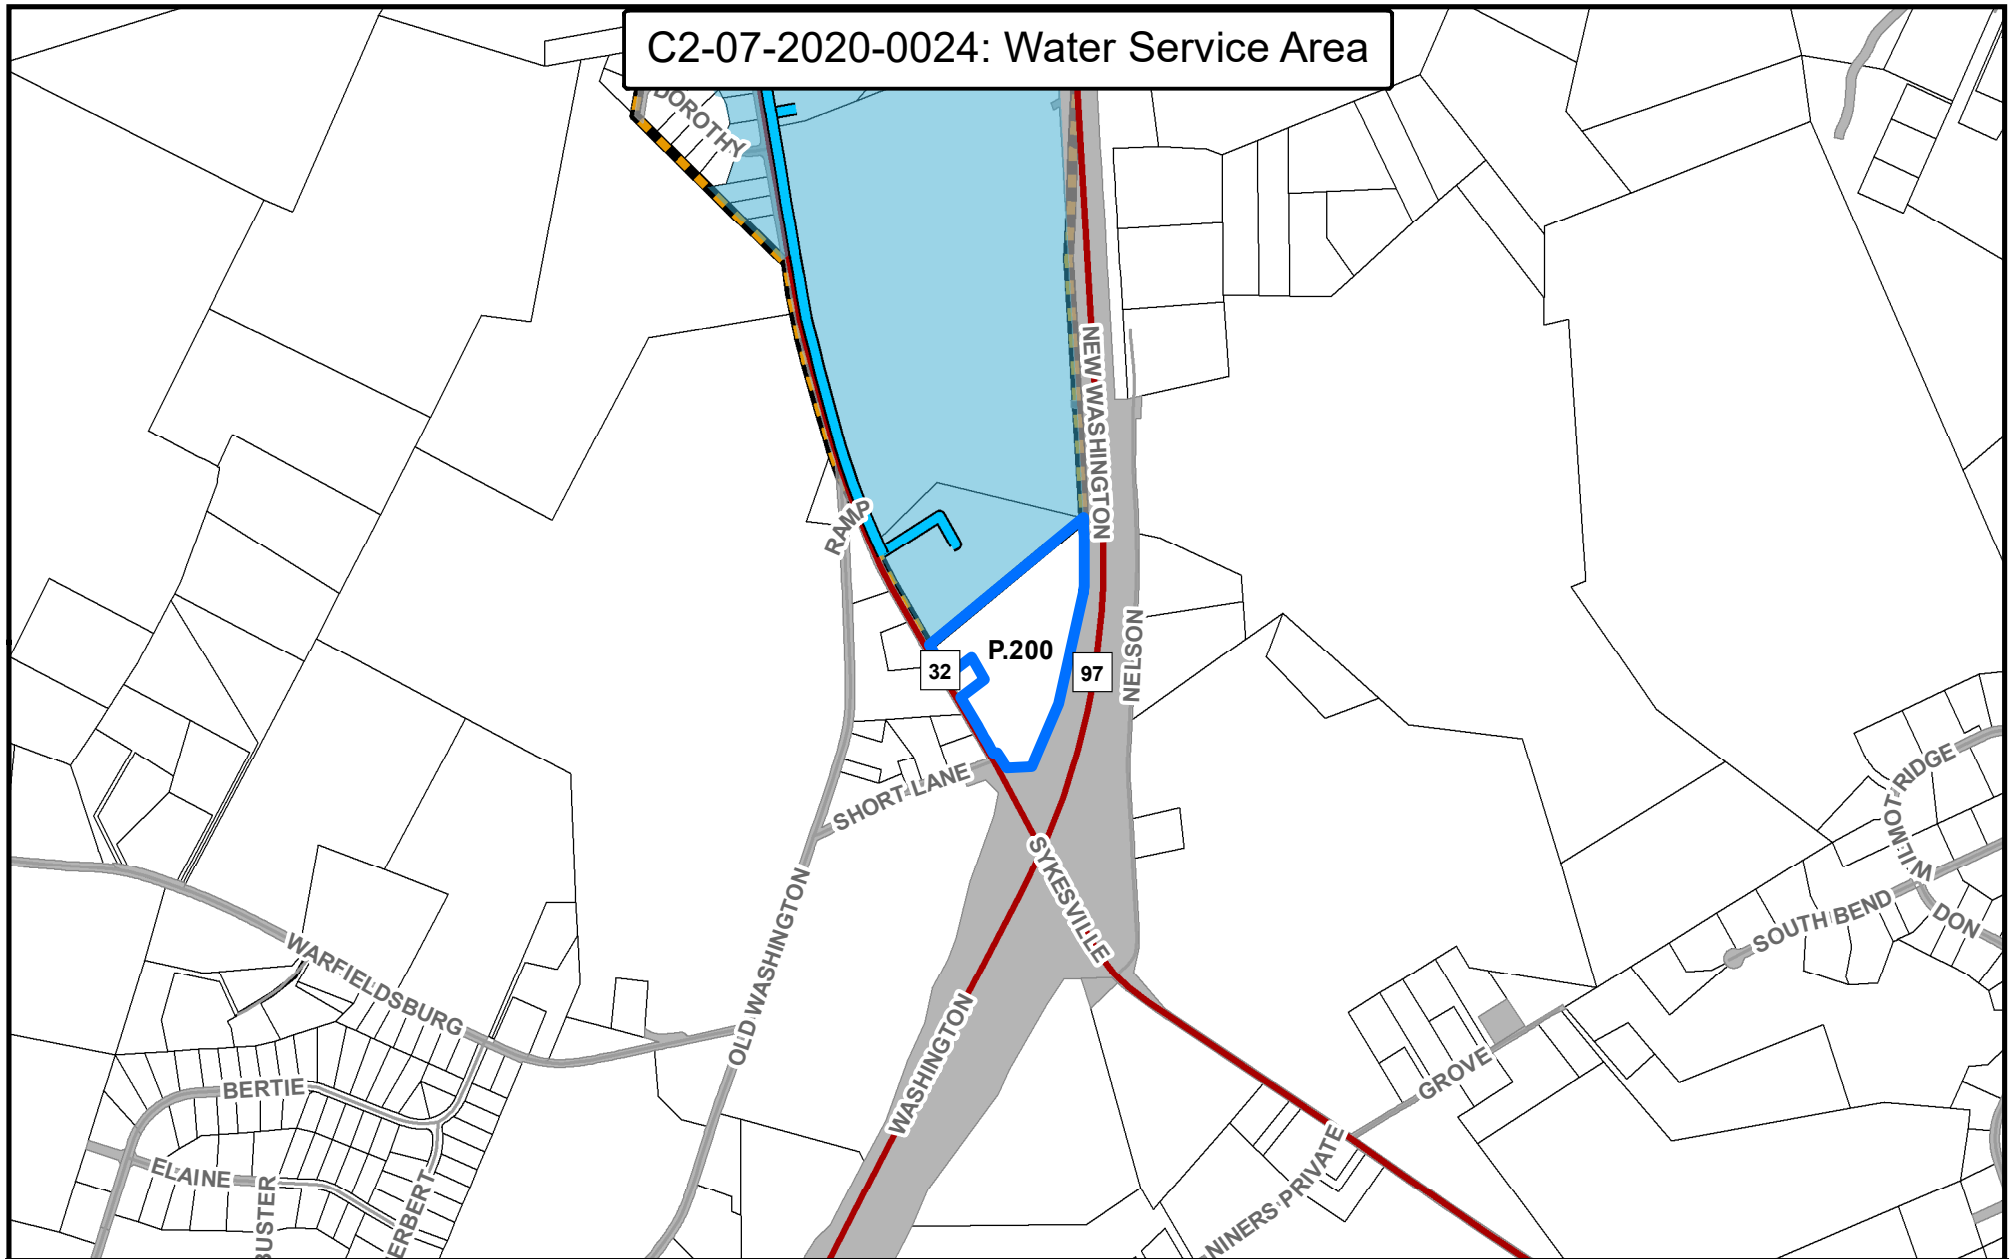 C2-07-2020-0024: Water Service Area
DOROTHY
NEW WASHINGTON
RAMP
P.200
32
97
NELSON
SHORT LANE
SYKESVILLE
WILMOT RIDGE
OLD WASHINGTON
SOUTH BEND
DON
WARFIELDSBURG
WASHINGTON
GROVE
BERTIE
ELAINE
BUSTER
ERBERT
NINERS PRIVATE